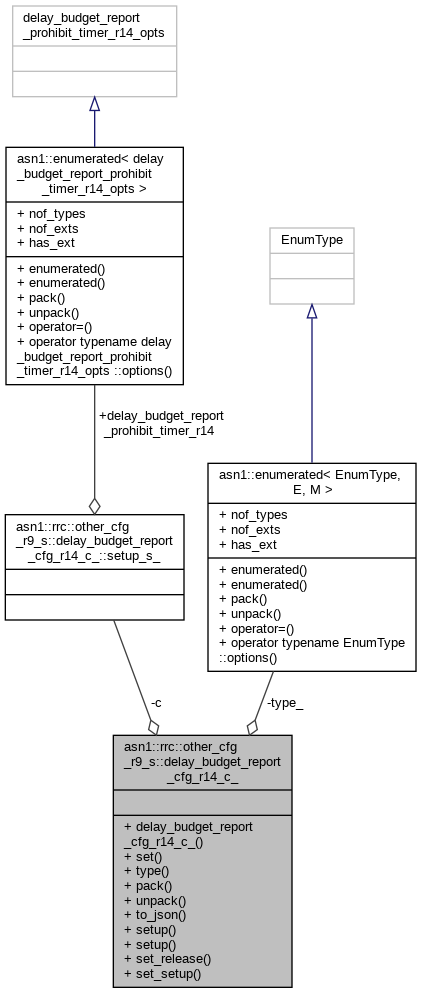 delay_budget_report
_prohibit_timer_r14_opts
asn1::enumerated< delay
_budget_report_prohibit
_timer_r14_opts >
+ nof_types
+ nof_exts
+ has_ext
+ enumerated()
+ enumerated()
+ pack()
+ unpack()
+ operator=()
+ operator typename delay
_budget_report_prohibit
_timer_r14_opts ::options()
EnumType
+delay_budget_report
_prohibit_timer_r14
asn1::enumerated< EnumType,
E, M >
+ nof_types
+ nof_exts
+ has_ext
+ enumerated()
+ enumerated()
+ pack()
+ unpack()
+ operator=()
+ operator typename EnumType
::options()
asn1::rrc::other_cfg
_r9_s::delay_budget_report
_cfg_r14_c_::setup_s_
-c
-type_
asn1::rrc::other_cfg
_r9_s::delay_budget_report
_cfg_r14_c_
+ delay_budget_report
_cfg_r14_c_()
+ set()
+ type()
+ pack()
+ unpack()
+ to_json()
+ setup()
+ setup()
+ set_release()
+ set_setup()